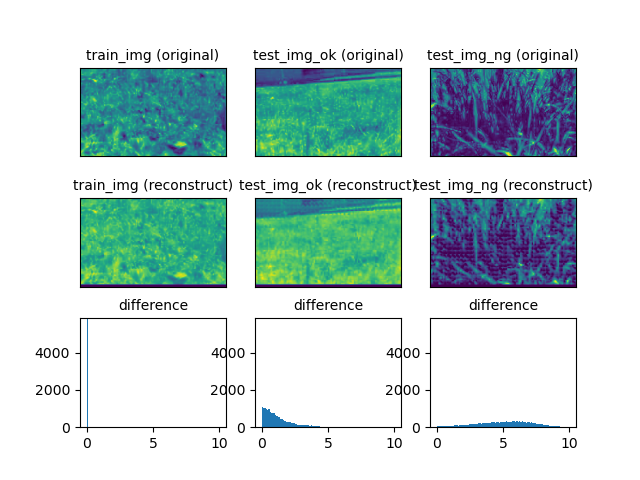 train_img (original) test_img_ok (original) test_img_ng (original)
train_img (reconstruct) test_img_ok (reconstruct) test_img_ng (reconstruct)
difference difference difference
4000 4000 4000
2000 2000 2000
0 0 0
0 5 10 0 5 10 0 5 10